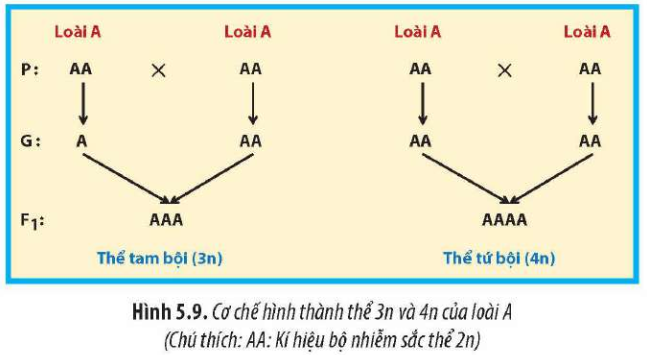 Loài A Loài A Loài A Loài A
P: AA × AA AA × AA
G: A AA AA AA
F1: AAA AAAA
Thể tam bội (3n) Thể tứ bội (4n)
Hình 5.9. Cơ chế hình thành thể 3n và 4n của loài A
(Chú thích: AA: Kí hiệu bộ nhiễm sắc thể 2n)